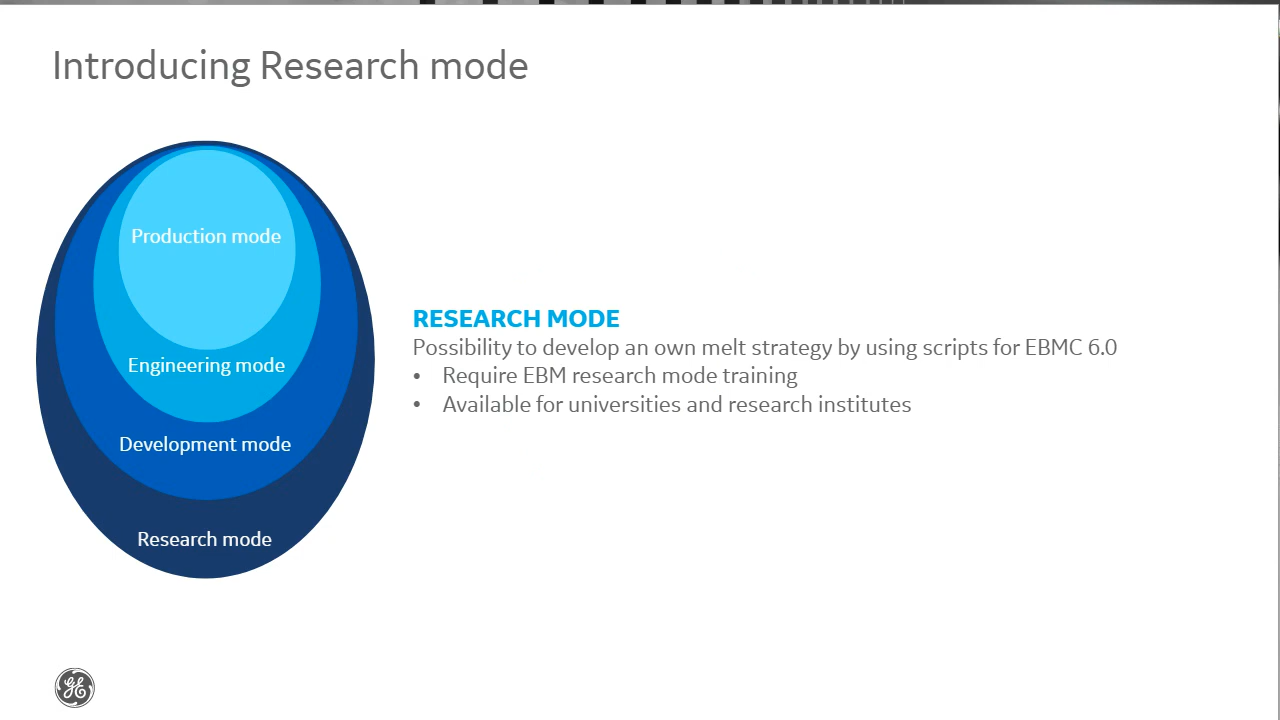 Introducing Research mode
Production mode
Engineering mode
Development mode
Research mode
RESEARCH MODE
Possibility to develop an own melt strategy by using scripts for EBMC 6.0
• Require EBM research mode training
• Available for universities and research institutes
GE